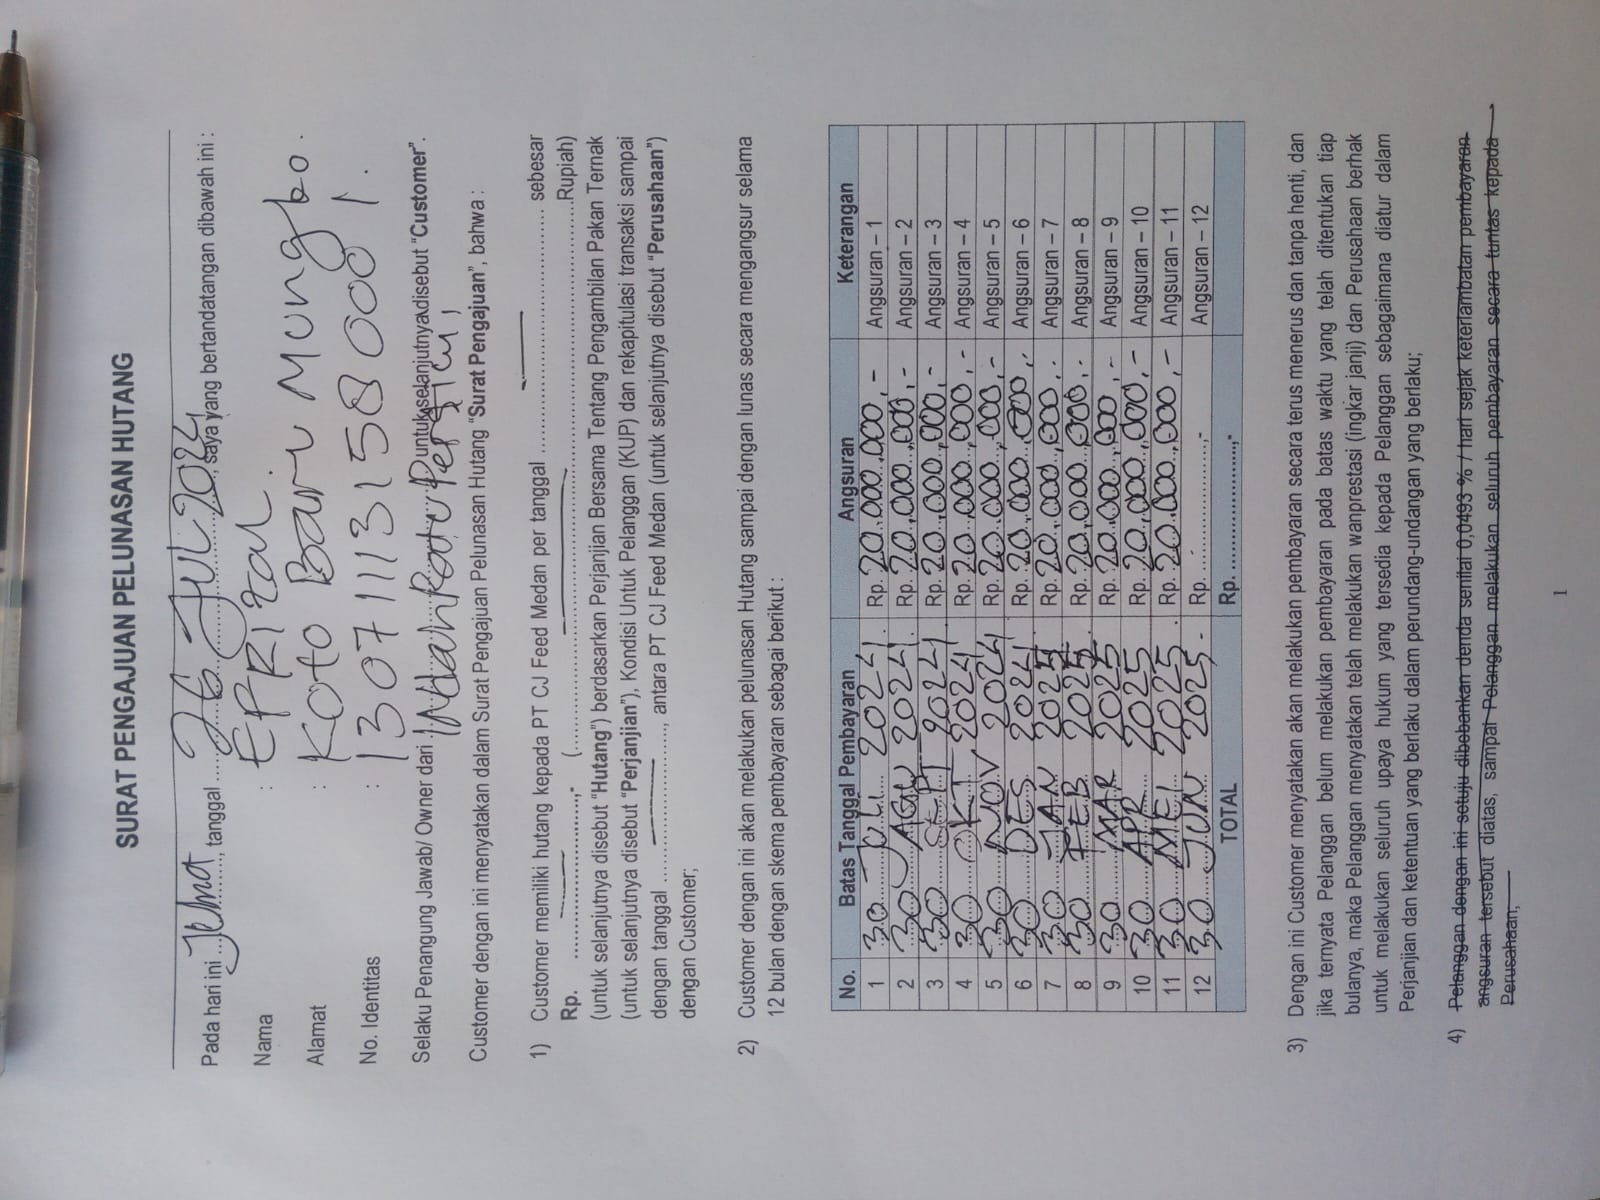 SURAT PENGAJUAN PELUNASAN HUTANG
Pada hari ini ..Jumat.., tanggal ..26 JUL 2024.., saya yang bertandatangan dibawah ini :
Nama : EPRIZAL
Alamat : Koto Baru Mungbo.
No. Identitas : 1307111315800001.
Selaku Penangung Jawab/ Owner dari ..Indah Ratu Pertiwi, untuk selanjutnya disebut “Customer”.
Customer dengan ini menyatakan dalam Surat Pengajuan Pelunasan Hutang “Surat Pengajuan”, bahwa :
1) Customer memiliki hutang kepada PT CJ Feed Medan per tanggal .................................... sebesar
Rp. .........................,- (...............................................................................Rupiah)
(untuk selanjutnya disebut “Hutang”) berdasarkan Perjanjian Bersama Tentang Pengambilan Pakan Ternak
(untuk selanjutnya disebut “Perjanjian”), Kondisi Untuk Pelanggan (KUP) dan rekapitulasi transaksi sampai
dengan tanggal ........................, antara PT CJ Feed Medan (untuk selanjutnya disebut “Perusahaan”)
dengan Customer;
2) Customer dengan ini akan melakukan pelunasan Hutang sampai dengan lunas secara mengangsur selama
12 bulan dengan skema pembayaran sebagai berikut :
No. Batas Tanggal Pembayaran Angsuran Keterangan
1 30 JULI 2024. Rp. 20.000.000,- Angsuran – 1
2 30 AGU 2024. Rp. 20.000.000,- Angsuran – 2
3 30 SEPT 2024 Rp. 20.000.000,- Angsuran – 3
4 30 OKT 2024 Rp. 20.000.000,- Angsuran – 4
5 30 NOV 2024 Rp. 20.000.000,- Angsuran – 5
6 30 DES 2024. Rp. 20.000.000,- Angsuran – 6
7 30 JAN 2025 Rp. 20.000.000,- Angsuran – 7
8 30 FEB 2025 Rp. 20.000.000,- Angsuran – 8
9 30 MAR 2025 Rp. 20.000.000,- Angsuran – 9
10 30 APR 2025 Rp. 20.000.000,- Angsuran – 10
11 30 MEI 2025. Rp. 20.000.000,- Angsuran – 11
12 30 JUN 2025. Rp. .....................,- Angsuran – 12
TOTAL Rp. .....................,-
3) Dengan ini Customer menyatakan akan melakukan pembayaran secara terus menerus dan tanpa henti, dan
jika ternyata Pelanggan belum melakukan pembayaran pada batas waktu yang telah ditentukan tiap
bulanya, maka Pelanggan menyatakan telah melakukan wanprestasi (ingkar janji) dan Perusahaan berhak
untuk melakukan seluruh upaya hukum yang tersedia kepada Pelanggan sebagaimana diatur dalam
Perjanjian dan ketentuan yang berlaku dalam perundang-undangan yang berlaku;
4) Pelanggan dengan ini setuju dibebankan denda senilai 0,0493 % / hari sejak keterlambatan pembayaran
angsuran tersebut diatas, sampai Pelanggan melakukan seluruh pembayaran secara tuntas kepada
Perusahaan;
1